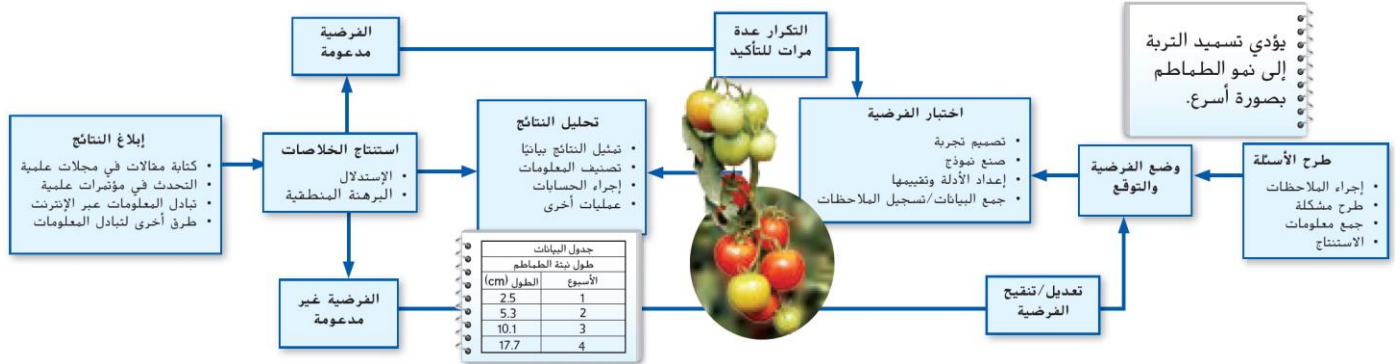 يؤدي تسميد التربة
إلى نمو الطماطم
بصورة أسرع.
طرح الأسئلة
• إجراء الملاحظات
• طرح مشكلة
• جمع معلومات
• الاستنتاج
وضع الفرضية
والتوقع
اختبار الفرضية
• تصميم تجربة
• صنع نموذج
• إعداد الأدلة وتقييمها
• جمع البيانات/تسجيل الملاحظات
التكرار عدة
مرات للتأكيد
تحليل النتائج
• تمثيل النتائج بيانيًا
• تصنيف المعلومات
• إجراء الحسابات
• عمليات أخرى
جدول البيانات
طول نبتة الطماطم
الأسبوع الطول (cm)
1 2.5
2 5.3
3 10.1
4 17.7
استنتاج الخلاصات
• الإستدلال
• البرهنة المنطقية
الفرضية
مدعومة
الفرضية غير
مدعومة
تعديل/تنقيح
الفرضية
إبلاغ النتائج
• كتابة مقالات في مجلات علمية
• التحدث في مؤتمرات علمية
• تبادل المعلومات عبر الإنترنت
• طرق أخرى لتبادل المعلومات